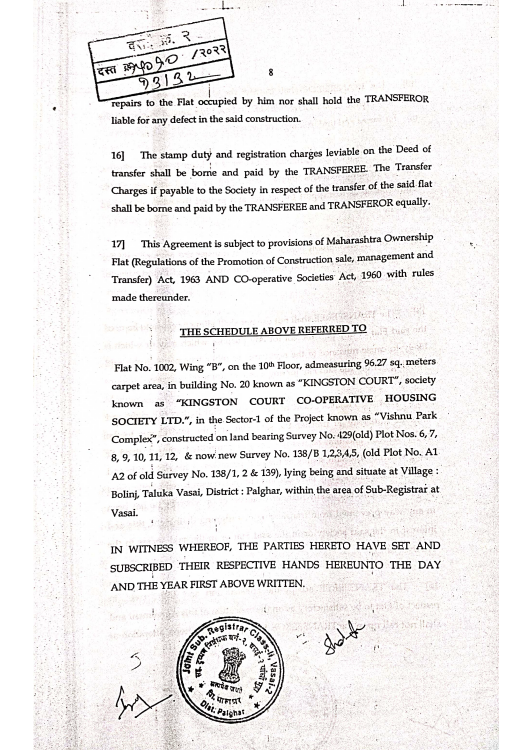 वसई क्र. २
दस्त क्र. /२०२२
१३/३२
8
repairs to the Flat occupied by him nor shall hold the TRANSFEROR
liable for any defect in the said construction.
16] The stamp duty and registration charges leviable on the Deed of
transfer shall be borne and paid by the TRANSFEREE. The Transfer
Charges if payable to the Society in respect of the transfer of the said flat
shall be borne and paid by the TRANSFEREE and TRANSFEROR equally.
17] This Agreement is subject to provisions of Maharashtra Ownership
Flat (Regulations of the Promotion of Construction sale, management and
Transfer) Act, 1963 AND CO-operative Societies Act, 1960 with rules
made thereunder.
THE SCHEDULE ABOVE REFERRED TO
Flat No. 1002, Wing "B", on the 10th Floor, admeasuring 96.27 sq. meters
carpet area, in building No. 20 known as "KINGSTON COURT", society
known as "KINGSTON COURT CO-OPERATIVE HOUSING
SOCIETY LTD.", in the Sector-1 of the Project known as "Vishnu Park
Complex", constructed on land bearing Survey No. 429(old) Plot Nos. 6, 7,
8, 9, 10, 11, 12, & now new Survey No. 138/B 1,2,3,4,5, (old Plot No. A1
A2 of old Survey No. 138/1, 2 & 139), lying being and situate at Village :
Bolinj, Taluka Vasai, District : Palghar, within the area of Sub-Registrar at
Vasai.
IN WITNESS WHEREOF, THE PARTIES HERETO HAVE SET AND
SUBSCRIBED THEIR RESPECTIVE HANDS HEREUNTO THE DAY
AND THE YEAR FIRST ABOVE WRITTEN.
Joint Sub. Registrar Class-II, Vasai-2
सत्यमेव जयते
जि. पालघर
Dist. Palghar